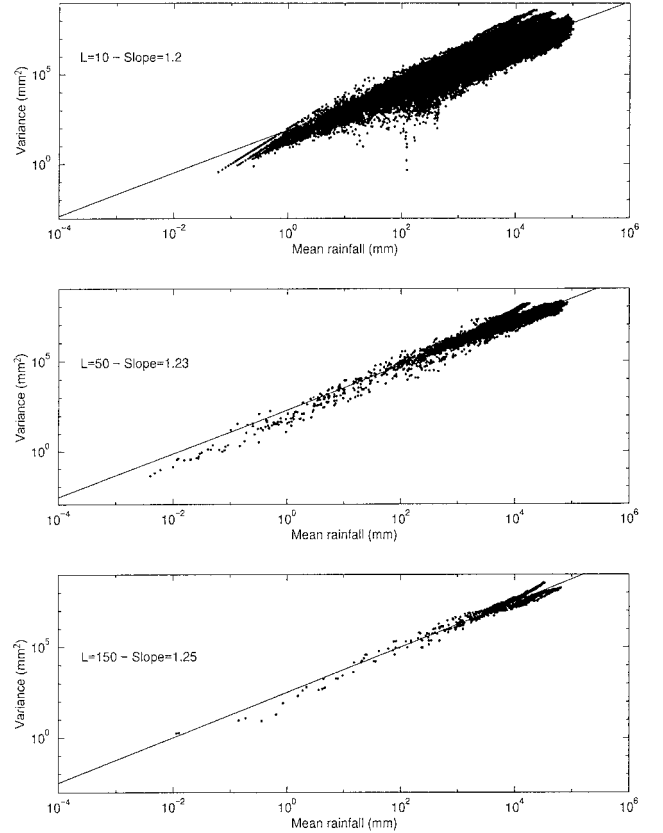 L=10 − Slope=1.2
Variance (mm²)
10⁵
10⁰
10⁻⁴
10⁻²
10⁰
10²
10⁴
10⁶
Mean rainfall (mm)
L=50 − Slope=1.23
Variance (mm²)
10⁵
10⁰
10⁻⁴
10⁻²
10⁰
10²
10⁴
10⁶
Mean rainfall (mm)
L=150 − Slope=1.25
Variance (mm²)
10⁵
10⁰
10⁻⁴
10⁻²
10⁰
10²
10⁴
10⁶
Mean rainfall (mm)